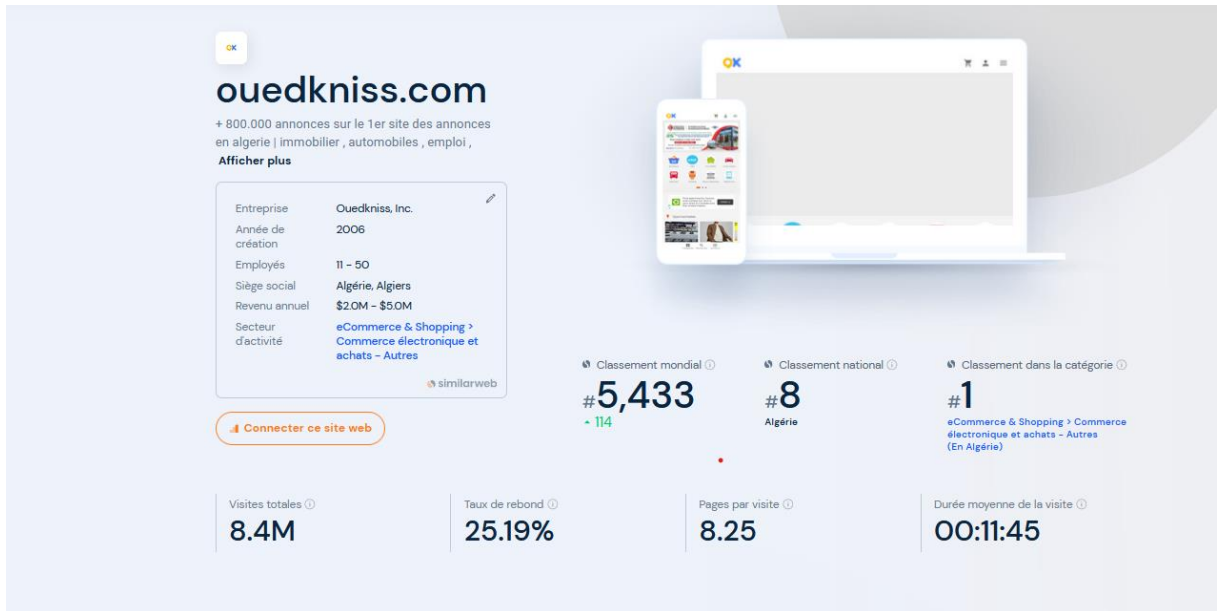 OK
ouedkniss.com
+ 800.000 annonces sur le 1er site des annonces
en algerie | immobilier , automobiles , emploi ,
Afficher plus
Entreprise Ouedkniss, Inc.
Année de création 2006
Employés 11 - 50
Siège social Algérie, Algiers
Revenu annuel $2.0M - $5.0M
Secteur d'activité eCommerce & Shopping >
Commerce électronique et
achats - Autres
similarweb
Connecter ce site web
OK
OK
Classement mondial
#5,433
114
Classement national
#8
Algérie
Classement dans la catégorie
#1
eCommerce & Shopping > Commerce
électronique et achats - Autres
(En Algérie)
Visites totales
8.4M
Taux de rebond
25.19%
Pages par visite
8.25
Durée moyenne de la visite
00:11:45